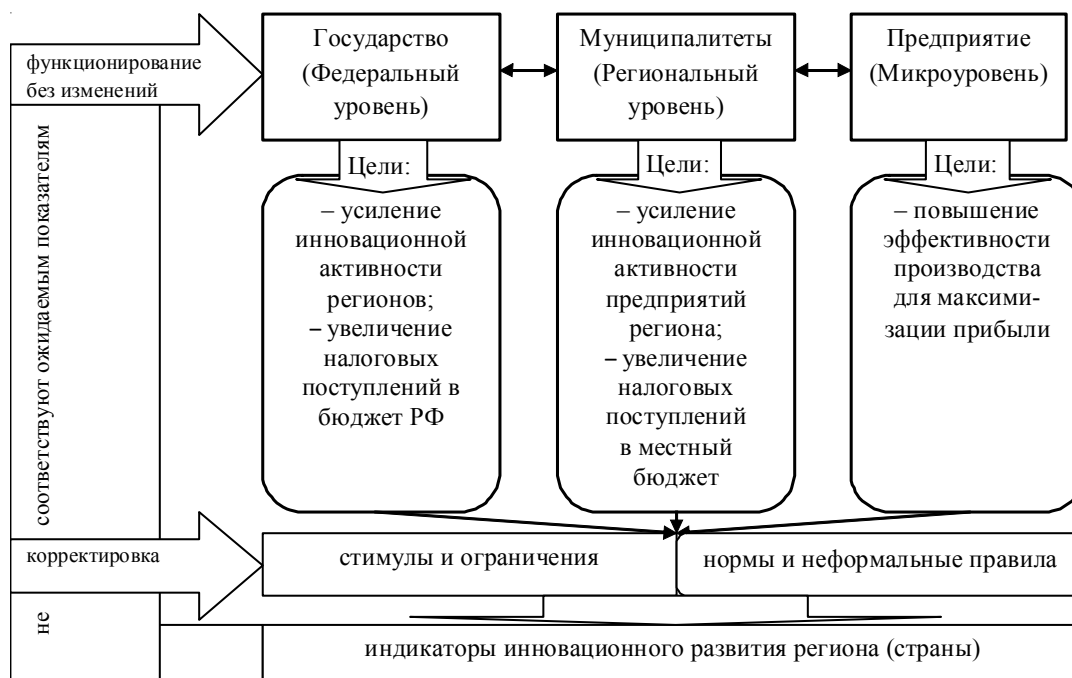 функционирование
без изменений
Государство
(Федеральный
уровень)
Муниципалитеты
(Региональный
уровень)
Предприятие
(Микроуровень)
Цели:
Цели:
Цели:
– усиление
инновационной
активности
регионов;
– увеличение
налоговых
поступлений в
бюджет РФ
– усиление
инновационной
активности
предприятий
региона;
– увеличение
налоговых
поступлений
в местный
бюджет
– повышение
эффективности
производства
для максими-
зации прибыли
соответствуют ожидаемым показателям
корректировка
стимулы и ограничения
нормы и неформальные правила
не
индикаторы инновационного развития региона (страны)